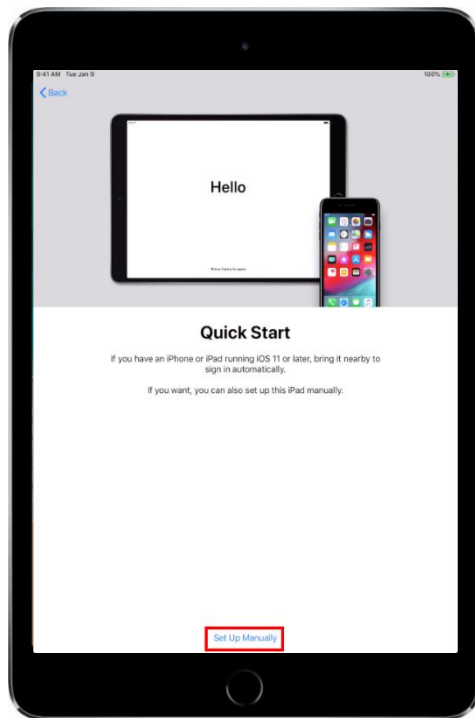 9:41 AM Tue Jan 9
100%
Back
Hello
Quick Start
If you have an iPhone or iPad running iOS 11 or later, bring it nearby to
sign in automatically.
If you want, you can also set up this iPad manually.
Set Up Manually